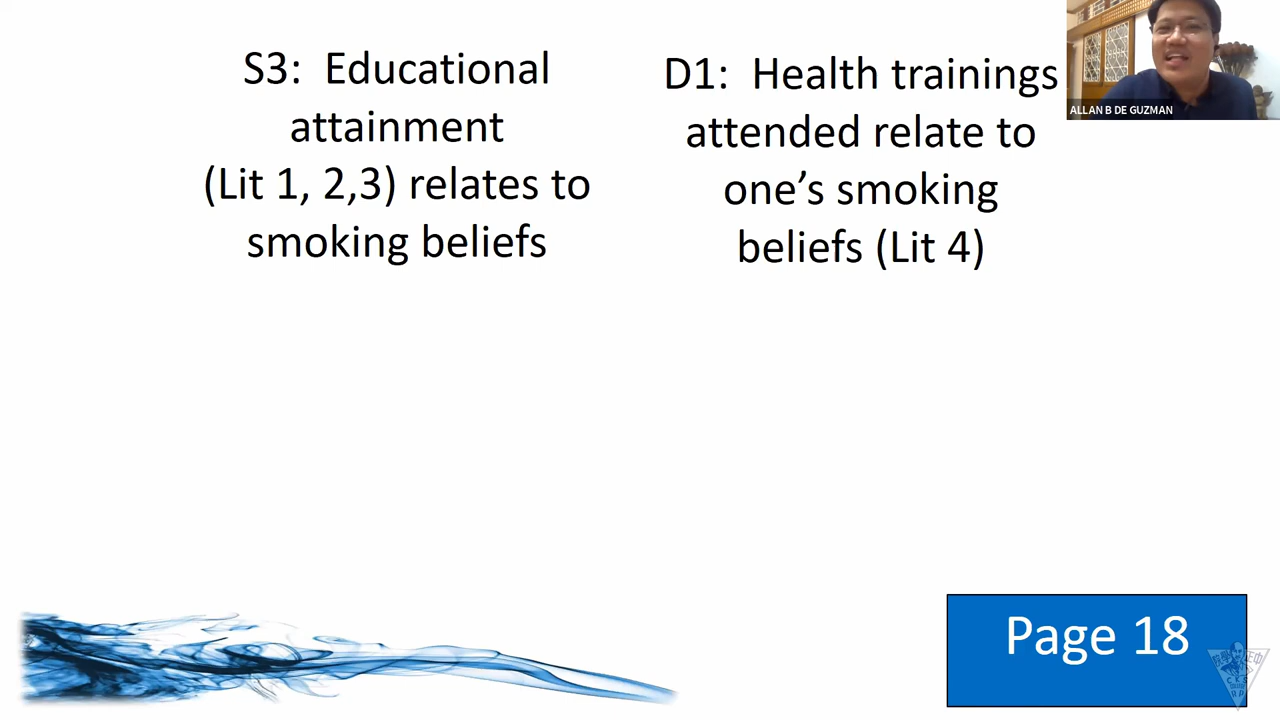 S3:  Educational
attainment
(Lit 1, 2,3) relates to
smoking beliefs
D1:  Health trainings
attended relate to
one’s smoking
beliefs (Lit 4)
ALLAN B DE GUZMAN
Page 18